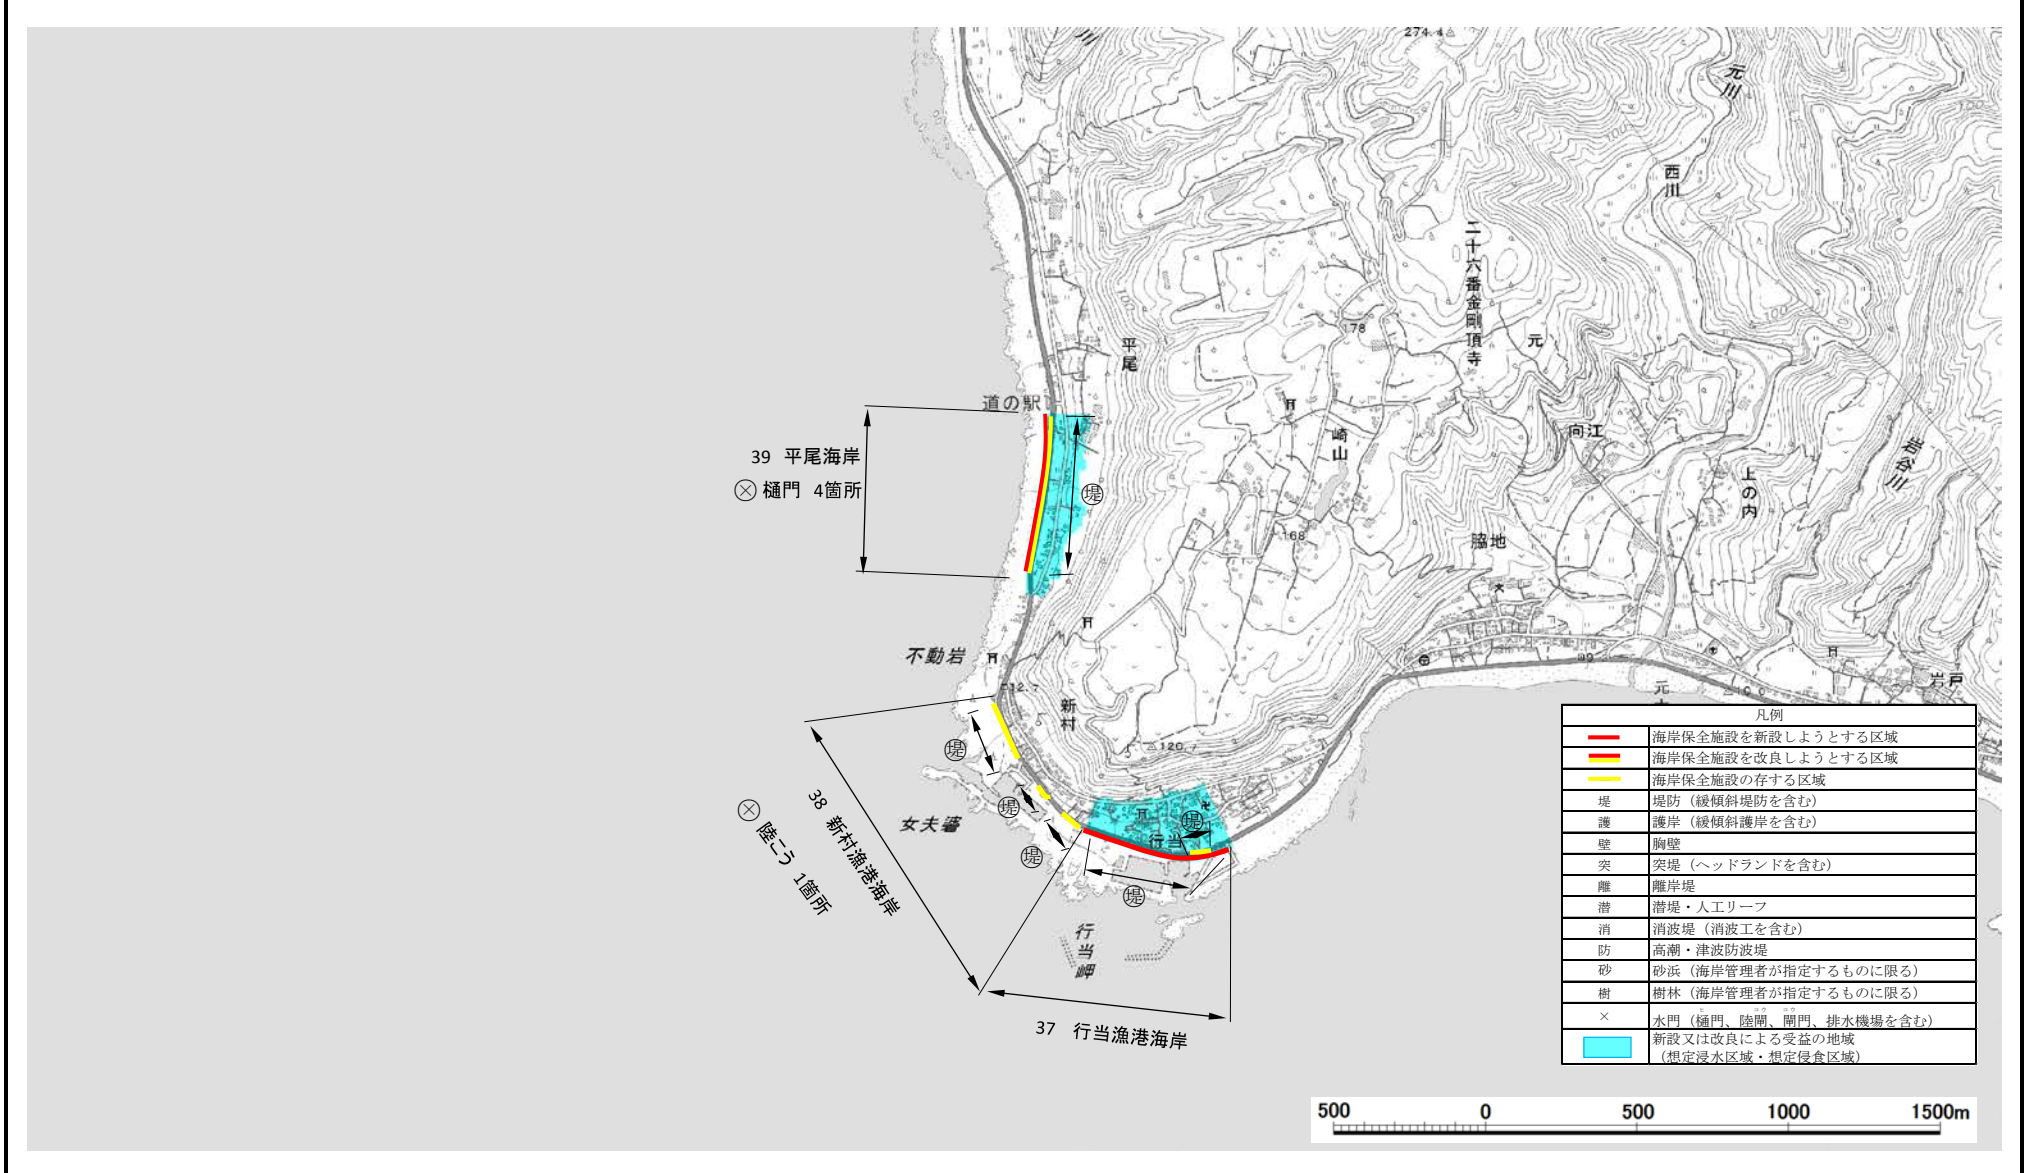 274.4
川
元川
西川
二十六番金剛頂寺
178
元
平尾
100
100
100
100
道の駅
39 平尾海岸
⊗ 樋門 4箇所
堤
崎山
向江
上の内
岩谷川
168
脇地
不動岩
12.7
新村
120.7
岩戸
元
10.0
堤
堤
堤
女夫礁
38 新村漁港海岸
⊗ 陸こう 1箇所
行当
堤
堤
行当岬
37 行当漁港海岸
凡例
海岸保全施設を新設しようとする区域
海岸保全施設を改良しようとする区域
海岸保全施設の存する区域
堤 堤防（緩傾斜堤防を含む）
護 護岸（緩傾斜護岸を含む）
壁 胸壁
突 突堤（ヘッドランドを含む）
離 離岸堤
潜 潜堤・人工リーフ
消 消波堤（消波工を含む）
防 高潮・津波防波堤
砂 砂浜（海岸管理者が指定するものに限る）
樹 樹林（海岸管理者が指定するものに限る）
× 水門（樋門、陸閘、閘門、排水機場を含む）
新設又は改良による受益の地域
（想定浸水区域・想定侵食区域）
500 0 500 1000 1500m